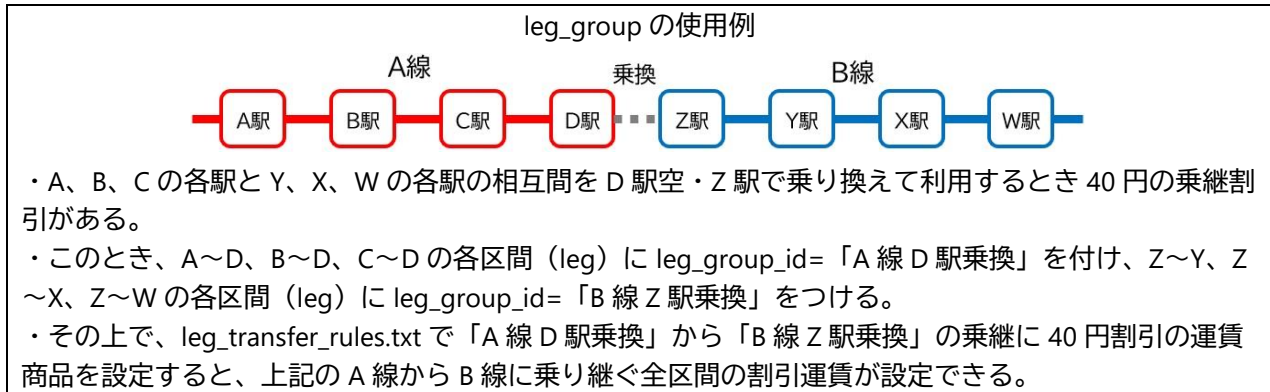 leg_group の使用例
A線 乗換 B線
A駅 B駅 C駅 D駅 Z駅 Y駅 X駅 W駅
・A、B、C の各駅と Y、X、W の各駅の相互間を D 駅空・Z 駅で乗り換えて利用するとき 40 円の乗継割
引がある。
・このとき、A～D、B～D、C～D の各区間（leg）に leg_group_id=「A 線 D 駅乗換」を付け、Z～Y、Z
～X、Z～W の各区間（leg）に leg_group_id=「B 線 Z 駅乗換」をつける。
・その上で、leg_transfer_rules.txt で「A 線 D 駅乗換」から「B 線 Z 駅乗換」の乗継に 40 円割引の運賃
商品を設定すると、上記の A 線から B 線に乗り継ぐ全区間の割引運賃が設定できる。